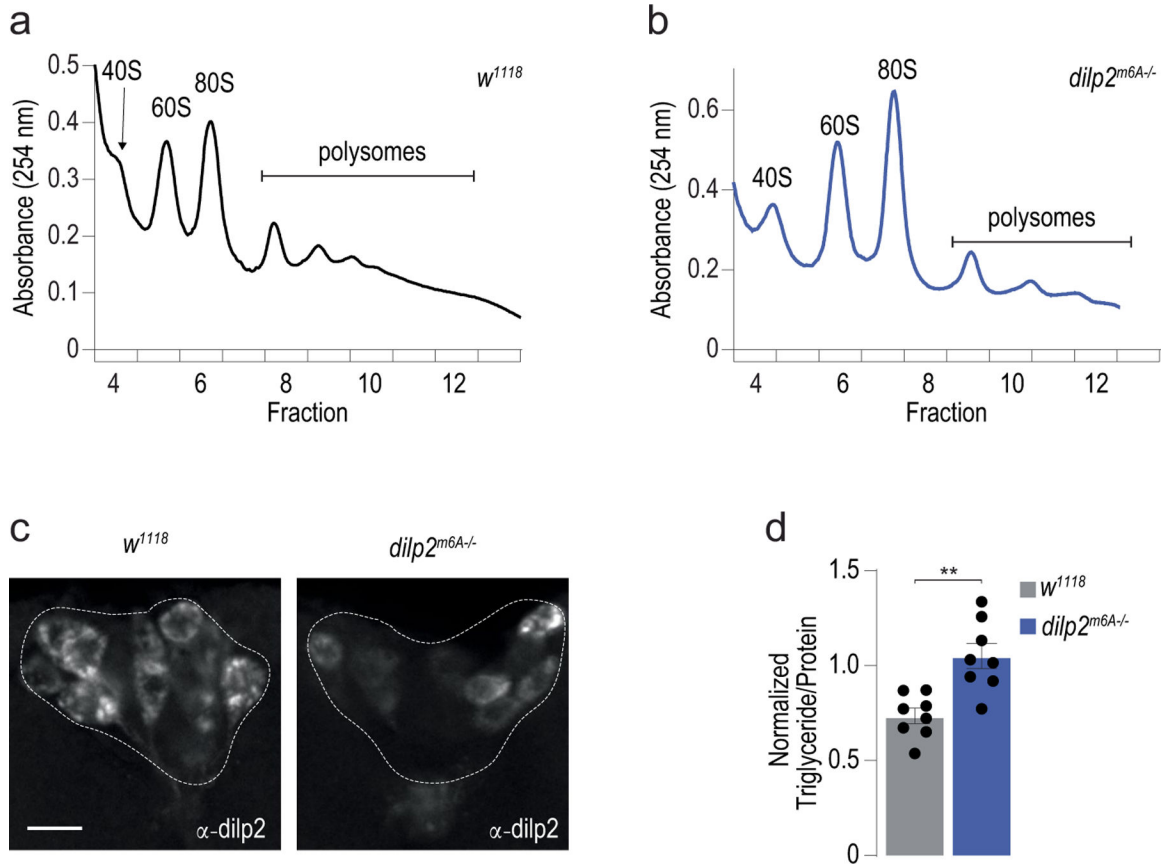 a
0.5
0.4
0.3
0.2
0.1
0
Absorbance (254 nm)
40S
60S
80S
polysomes
w1118
4 6 8 10 12
Fraction
b
0.6
0.4
0.2
0
Absorbance (254 nm)
40S
60S
80S
polysomes
dilp2m6A-/-
4 6 8 10 12
Fraction
c
w1118
dilp2m6A-/-
α-dilp2
α-dilp2
d
1.5
1.0
0.5
0
Normalized
Triglyceride/Protein
**
w1118
dilp2m6A-/-